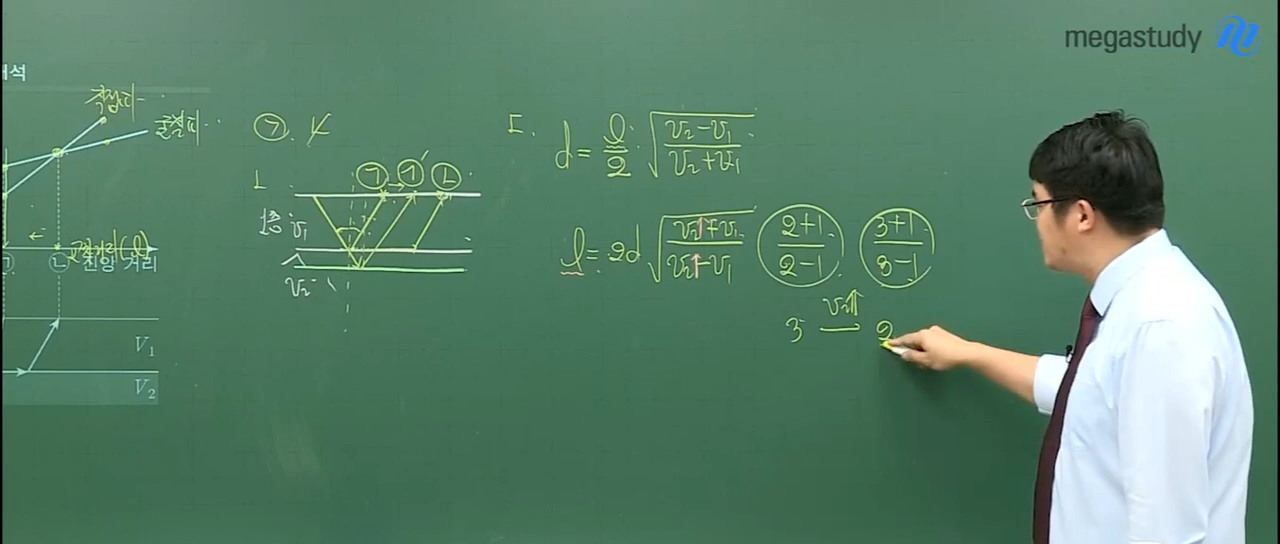 megastudy
해석
직접파
굴절파
㉠
ㄴ
㉠ ㉠′ ㉡
v₁
v₂
교차거리(l)
㉠ ㉡ 진앙 거리
V₁
V₂
ㄷ.
d = l/2 √((v₂-v₁)/(v₂+v₁))
l = 2d √((v₂+v₁)/(v₂-v₁)) (2+1)/(2-1) (3+1)/(3-1)
v₂↑
3 → 2